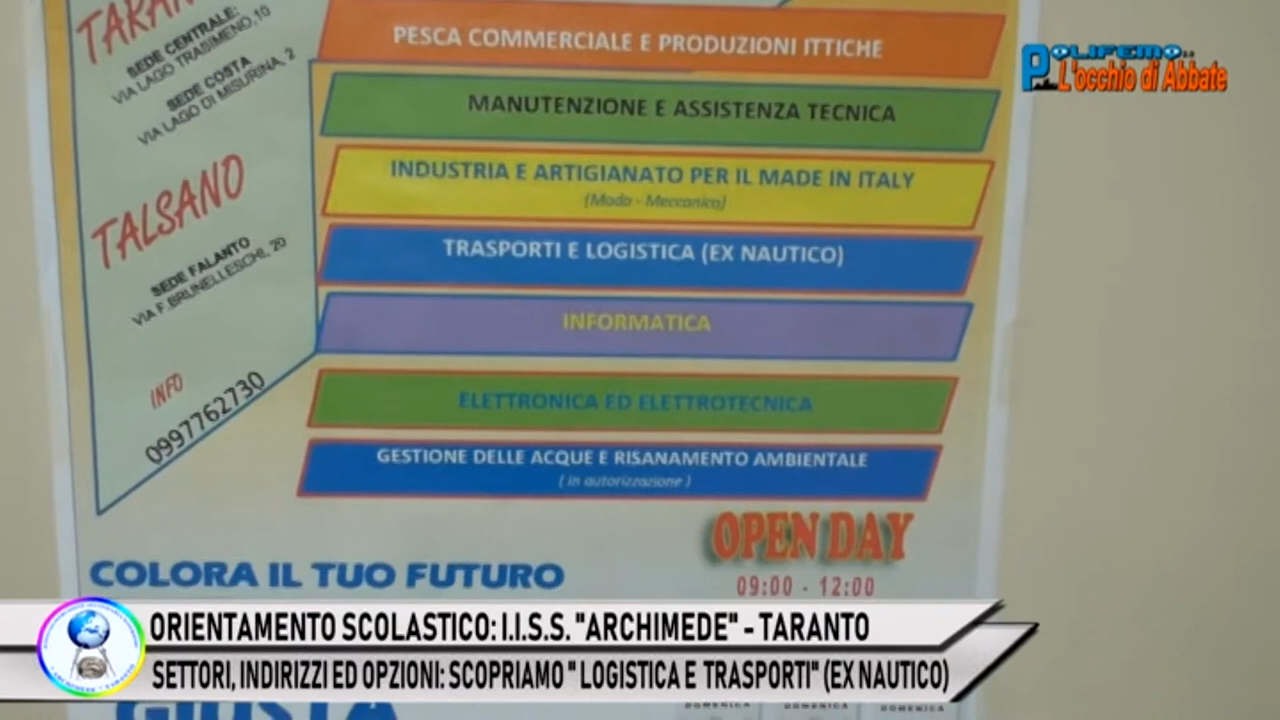 SEDE CENTRALE:
VIA LAGO TRASIMENO,10
SEDE COSTA
VIA LAGO DI MISURINA, 2
TALSANO
SEDE FALANTO
VIA F.BRUNELLESCHI, 20
INFO
0997762730
PESCA COMMERCIALE E PRODUZIONI ITTICHE
MANUTENZIONE E ASSISTENZA TECNICA
INDUSTRIA E ARTIGIANATO PER IL MADE IN ITALY
(Moda - Meccanico)
TRASPORTI E LOGISTICA (EX NAUTICO)
INFORMATICA
ELETTRONICA ED ELETTROTECNICA
GESTIONE DELLE ACQUE E RISANAMENTO AMBIENTALE
( in autorizzazione )
POLIFEMO
L'occhio di Abbate
OPEN DAY
09:00 - 12:00
COLORA IL TUO FUTURO
ORIENTAMENTO SCOLASTICO: I.I.S.S. "ARCHIMEDE" – TARANTO
SETTORI, INDIRIZZI ED OPZIONI: SCOPRIAMO " LOGISTICA E TRASPORTI" (EX NAUTICO)
GIUSTA
DOMENICA DOMENICA DOMENICA